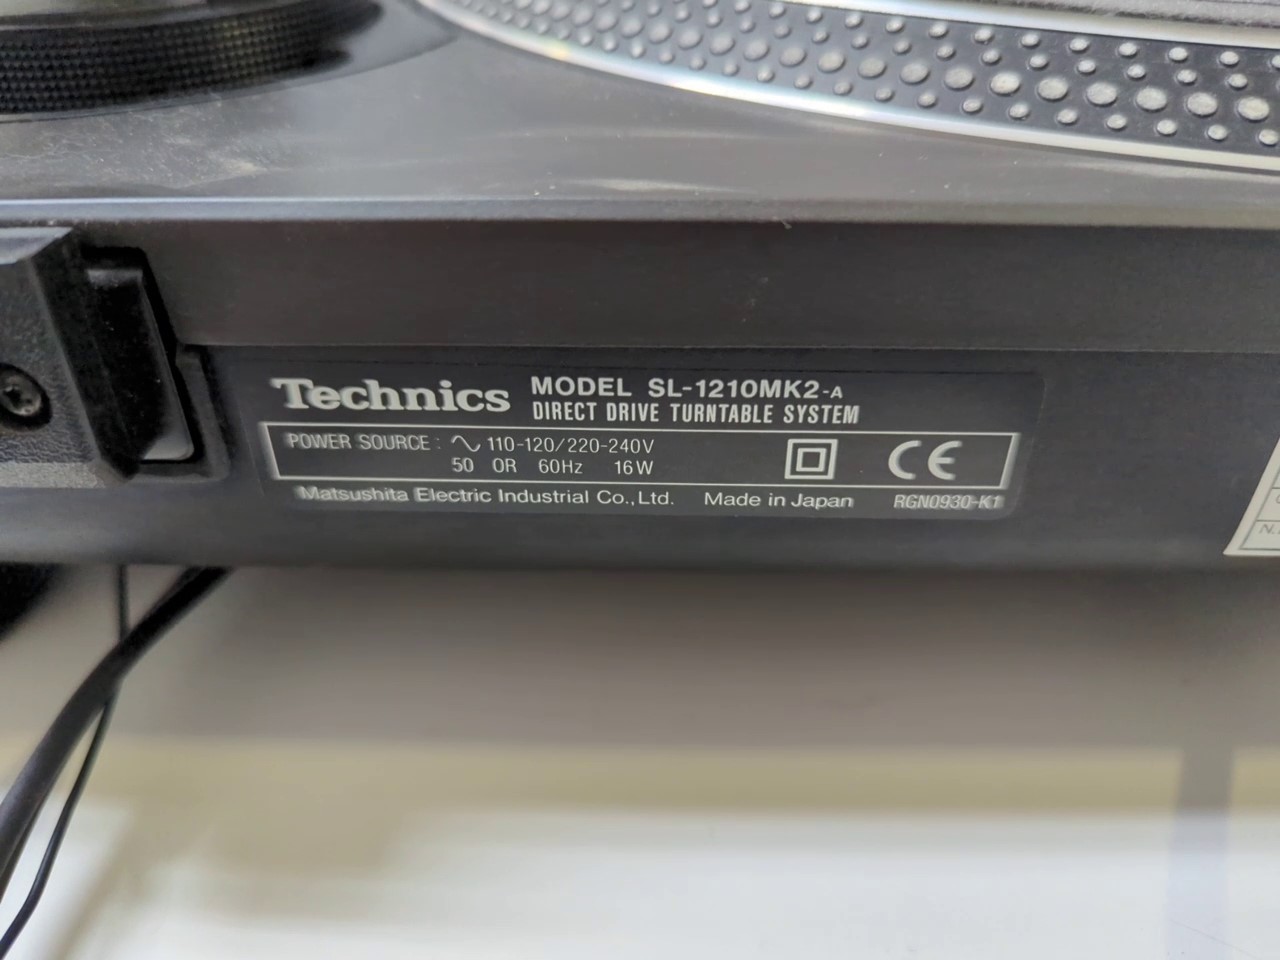 Technics MODEL SL-1210MK2-A
DIRECT DRIVE TURNTABLE SYSTEM
POWER SOURCE: ∿ 110-120/220-240V
50 OR 60Hz 16W
CE
Matsushita Electric Industrial Co.,Ltd. Made in Japan RGN0930-K1